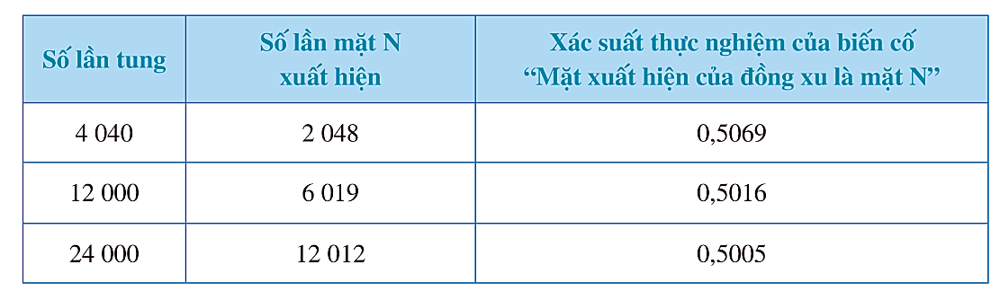 Số lần tung
Số lần mặt N
xuất hiện
Xác suất thực nghiệm của biến cố
“Mặt xuất hiện của đồng xu là mặt N”
4 040
2 048
0,5069
12 000
6 019
0,5016
24 000
12 012
0,5005